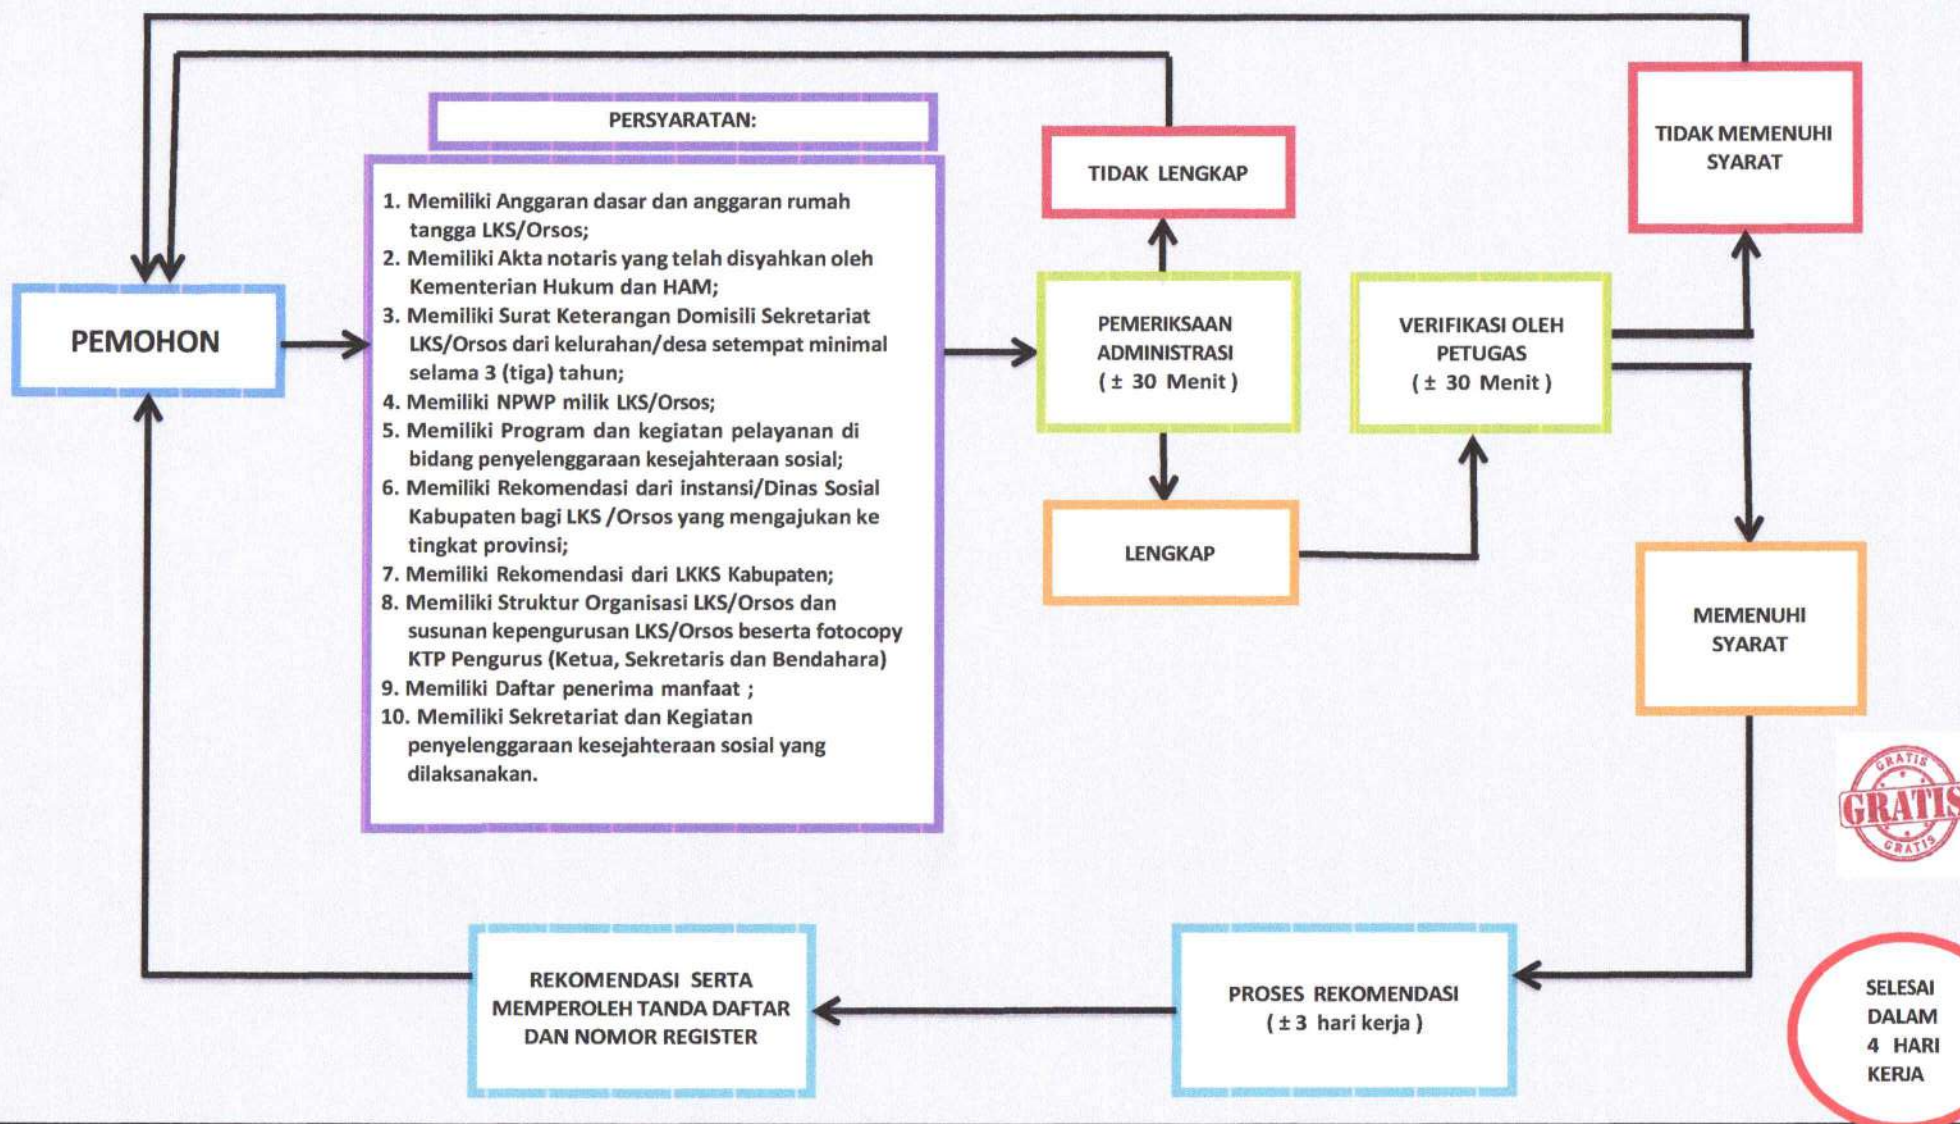 PERSYARATAN:
TIDAK MEMENUHI
SYARAT
TIDAK LENGKAP
1. Memiliki Anggaran dasar dan anggaran rumah
tangga LKS/Orsos;
2. Memiliki Akta notaris yang telah disyahkan oleh
Kementerian Hukum dan HAM;
3. Memiliki Surat Keterangan Domisili Sekretariat
LKS/Orsos dari kelurahan/desa setempat minimal
selama 3 (tiga) tahun;
4. Memiliki NPWP milik LKS/Orsos;
5. Memiliki Program dan kegiatan pelayanan di
bidang penyelenggaraan kesejahteraan sosial;
6. Memiliki Rekomendasi dari instansi/Dinas Sosial
Kabupaten bagi LKS /Orsos yang mengajukan ke
tingkat provinsi;
7. Memiliki Rekomendasi dari LKKS Kabupaten;
8. Memiliki Struktur Organisasi LKS/Orsos dan
susunan kepengurusan LKS/Orsos beserta fotocopy
KTP Pengurus (Ketua, Sekretaris dan Bendahara)
9. Memiliki Daftar penerima manfaat ;
10. Memiliki Sekretariat dan Kegiatan
penyelenggaraan kesejahteraan sosial yang
dilaksanakan.
PEMOHON
PEMERIKSAAN
ADMINISTRASI
( ± 30 Menit )
VERIFIKASI OLEH
PETUGAS
( ± 30 Menit )
LENGKAP
MEMENUHI
SYARAT
GRATIS
GRATIS
GRATIS
REKOMENDASI SERTA
MEMPEROLEH TANDA DAFTAR
DAN NOMOR REGISTER
PROSES REKOMENDASI
( ± 3 hari kerja )
SELESAI
DALAM
4 HARI
KERJA